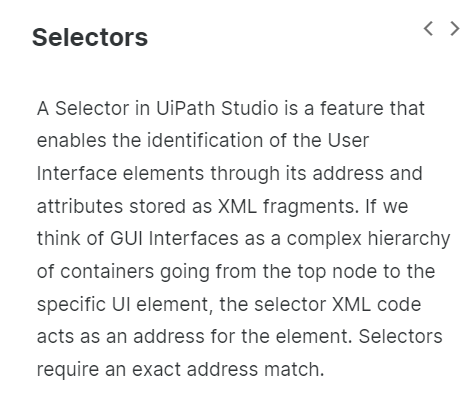 Selectors
A Selector in UiPath Studio is a feature that
enables the identification of the User
Interface elements through its address and
attributes stored as XML fragments. If we
think of GUI Interfaces as a complex hierarchy
of containers going from the top node to the
specific UI element, the selector XML code
acts as an address for the element. Selectors
require an exact address match.